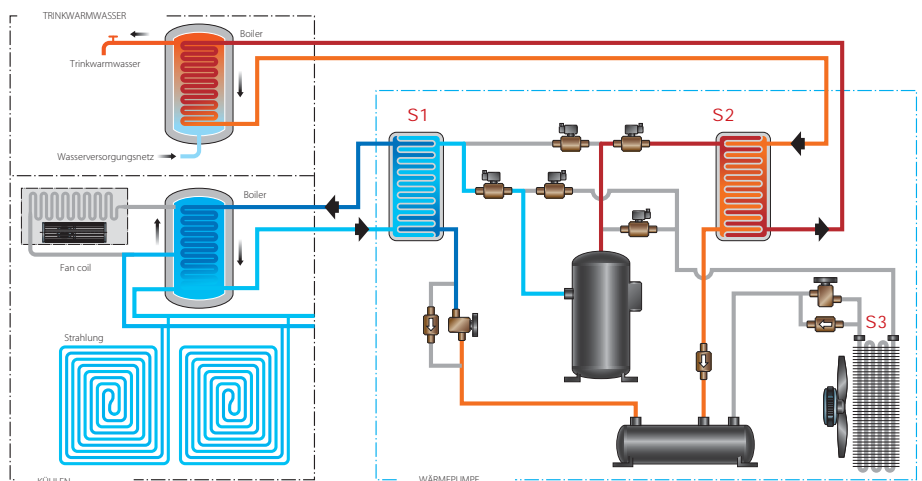 TRINKWARMWASSER
Boiler
Trinkwarmwasser
Wasserversorgungsnetz
S1
S2
Boiler
Fan coil
Strahlung
S3
KÜHLEN
WÄRMEPUMPE